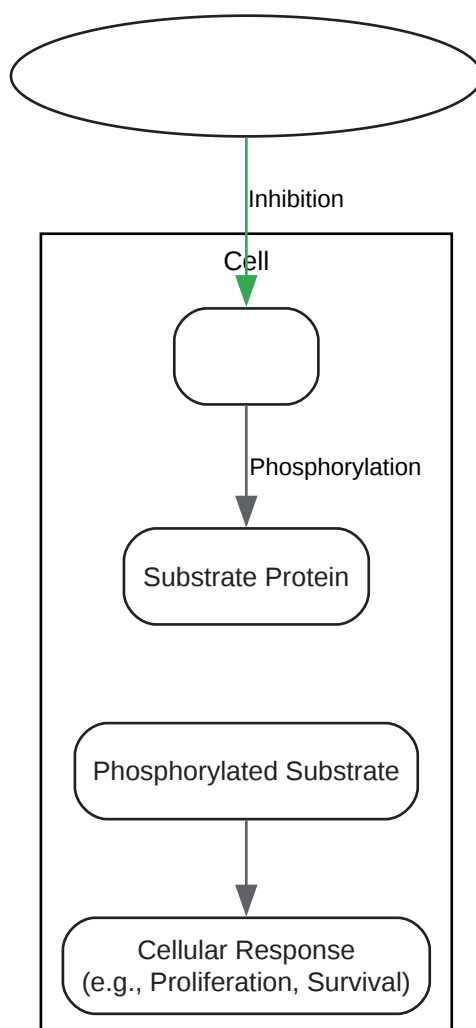 Inhibition
Cell
Phosphorylation
Substrate Protein
Phosphorylated Substrate
Cellular Response
(e.g., Proliferation, Survival)